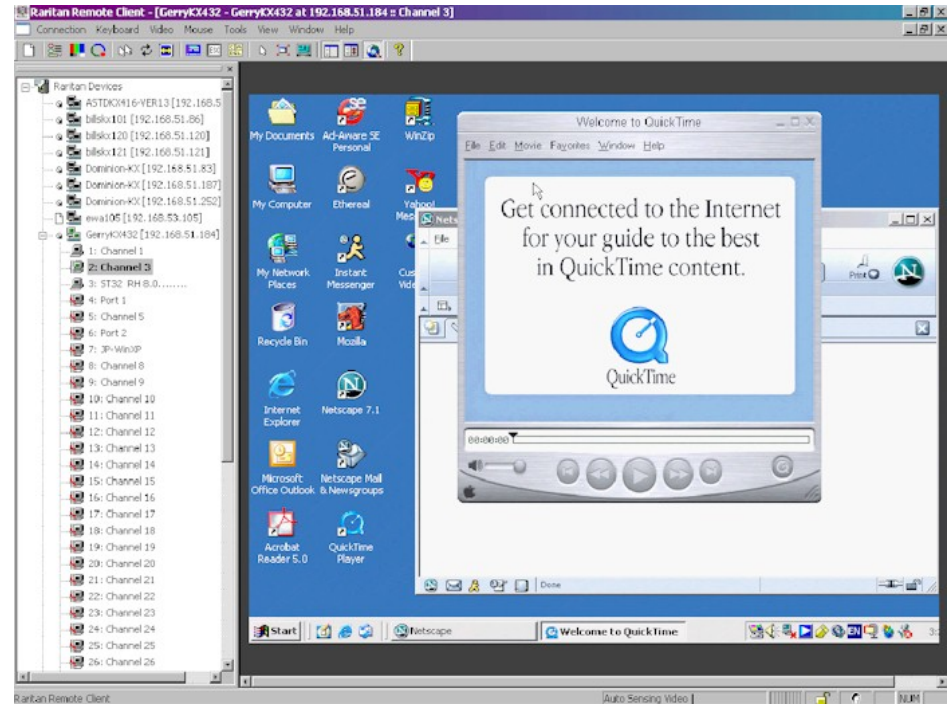 Raritan Remote Client - [GerryKX432 - GerryKX432 at 192.168.51.184 :: Channel 3]
Connection Keyboard Video Mouse Tools View Window Help
Raritan Devices
ASTDKX416-VER13 [192.168.5
billskx101 [192.168.51.86]
billskx120 [192.168.51.120]
billskx121 [192.168.51.121]
Dominion-KX [192.168.51.83]
Dominion-KX [192.168.51.187]
Dominion-KX [192.168.51.252]
ewa105 [192.168.53.105]
GerryKX432 [192.168.51.184]
1: Channel 1
2: Channel 3
3: ST32 RH 8.0........
4: Port 1
5: Channel 5
6: Port 2
7: JP-WinXP
8: Channel 8
9: Channel 9
10: Channel 10
11: Channel 11
12: Channel 12
13: Channel 13
14: Channel 14
15: Channel 15
16: Channel 16
17: Channel 17
18: Channel 18
19: Channel 19
20: Channel 20
21: Channel 21
22: Channel 22
23: Channel 23
24: Channel 24
25: Channel 25
26: Channel 26
My Documents
Ad-Aware SE
Personal
WinZip
My Computer
Ethereal
Yahoo!
Mes
My Network
Places
Instant
Messenger
Cus
Vide
Recycle Bin
Mozilla
Internet
Explorer
Netscape 7.1
Microsoft
Office Outlook
Netscape Mail
& Newsgroups
Acrobat
Reader 5.0
QuickTime
Player
Nets
File
Print
Welcome to QuickTime
File Edit Movie Favorites Window Help
Get connected to the Internet
for your guide to the best
in QuickTime content.
QuickTime
00:00:00
Done
Start
Netscape
Welcome to QuickTime
EN
3:
Raritan Remote Client
Auto Sensing Video
NUM